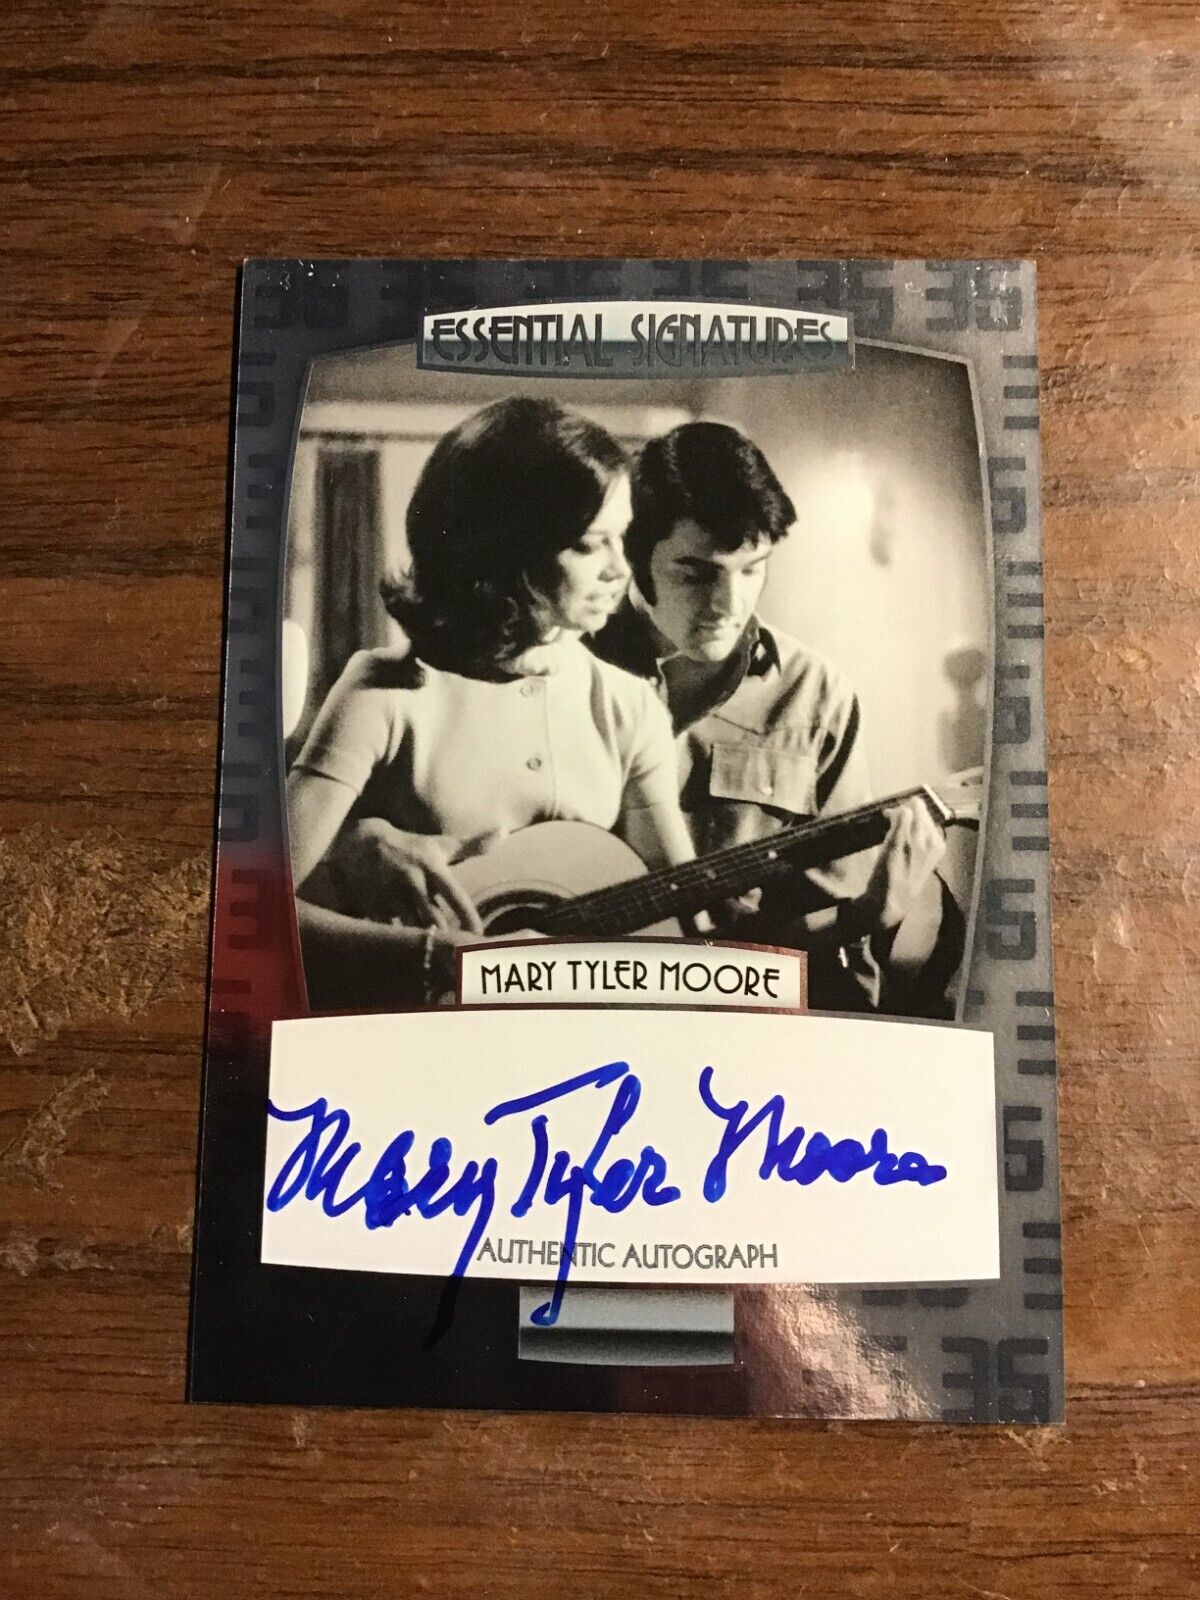 ESSENTIAL SIGNATURES
MARY TYLER MOORE
Mary Tyler Moore
AUTHENTIC AUTOGRAPH